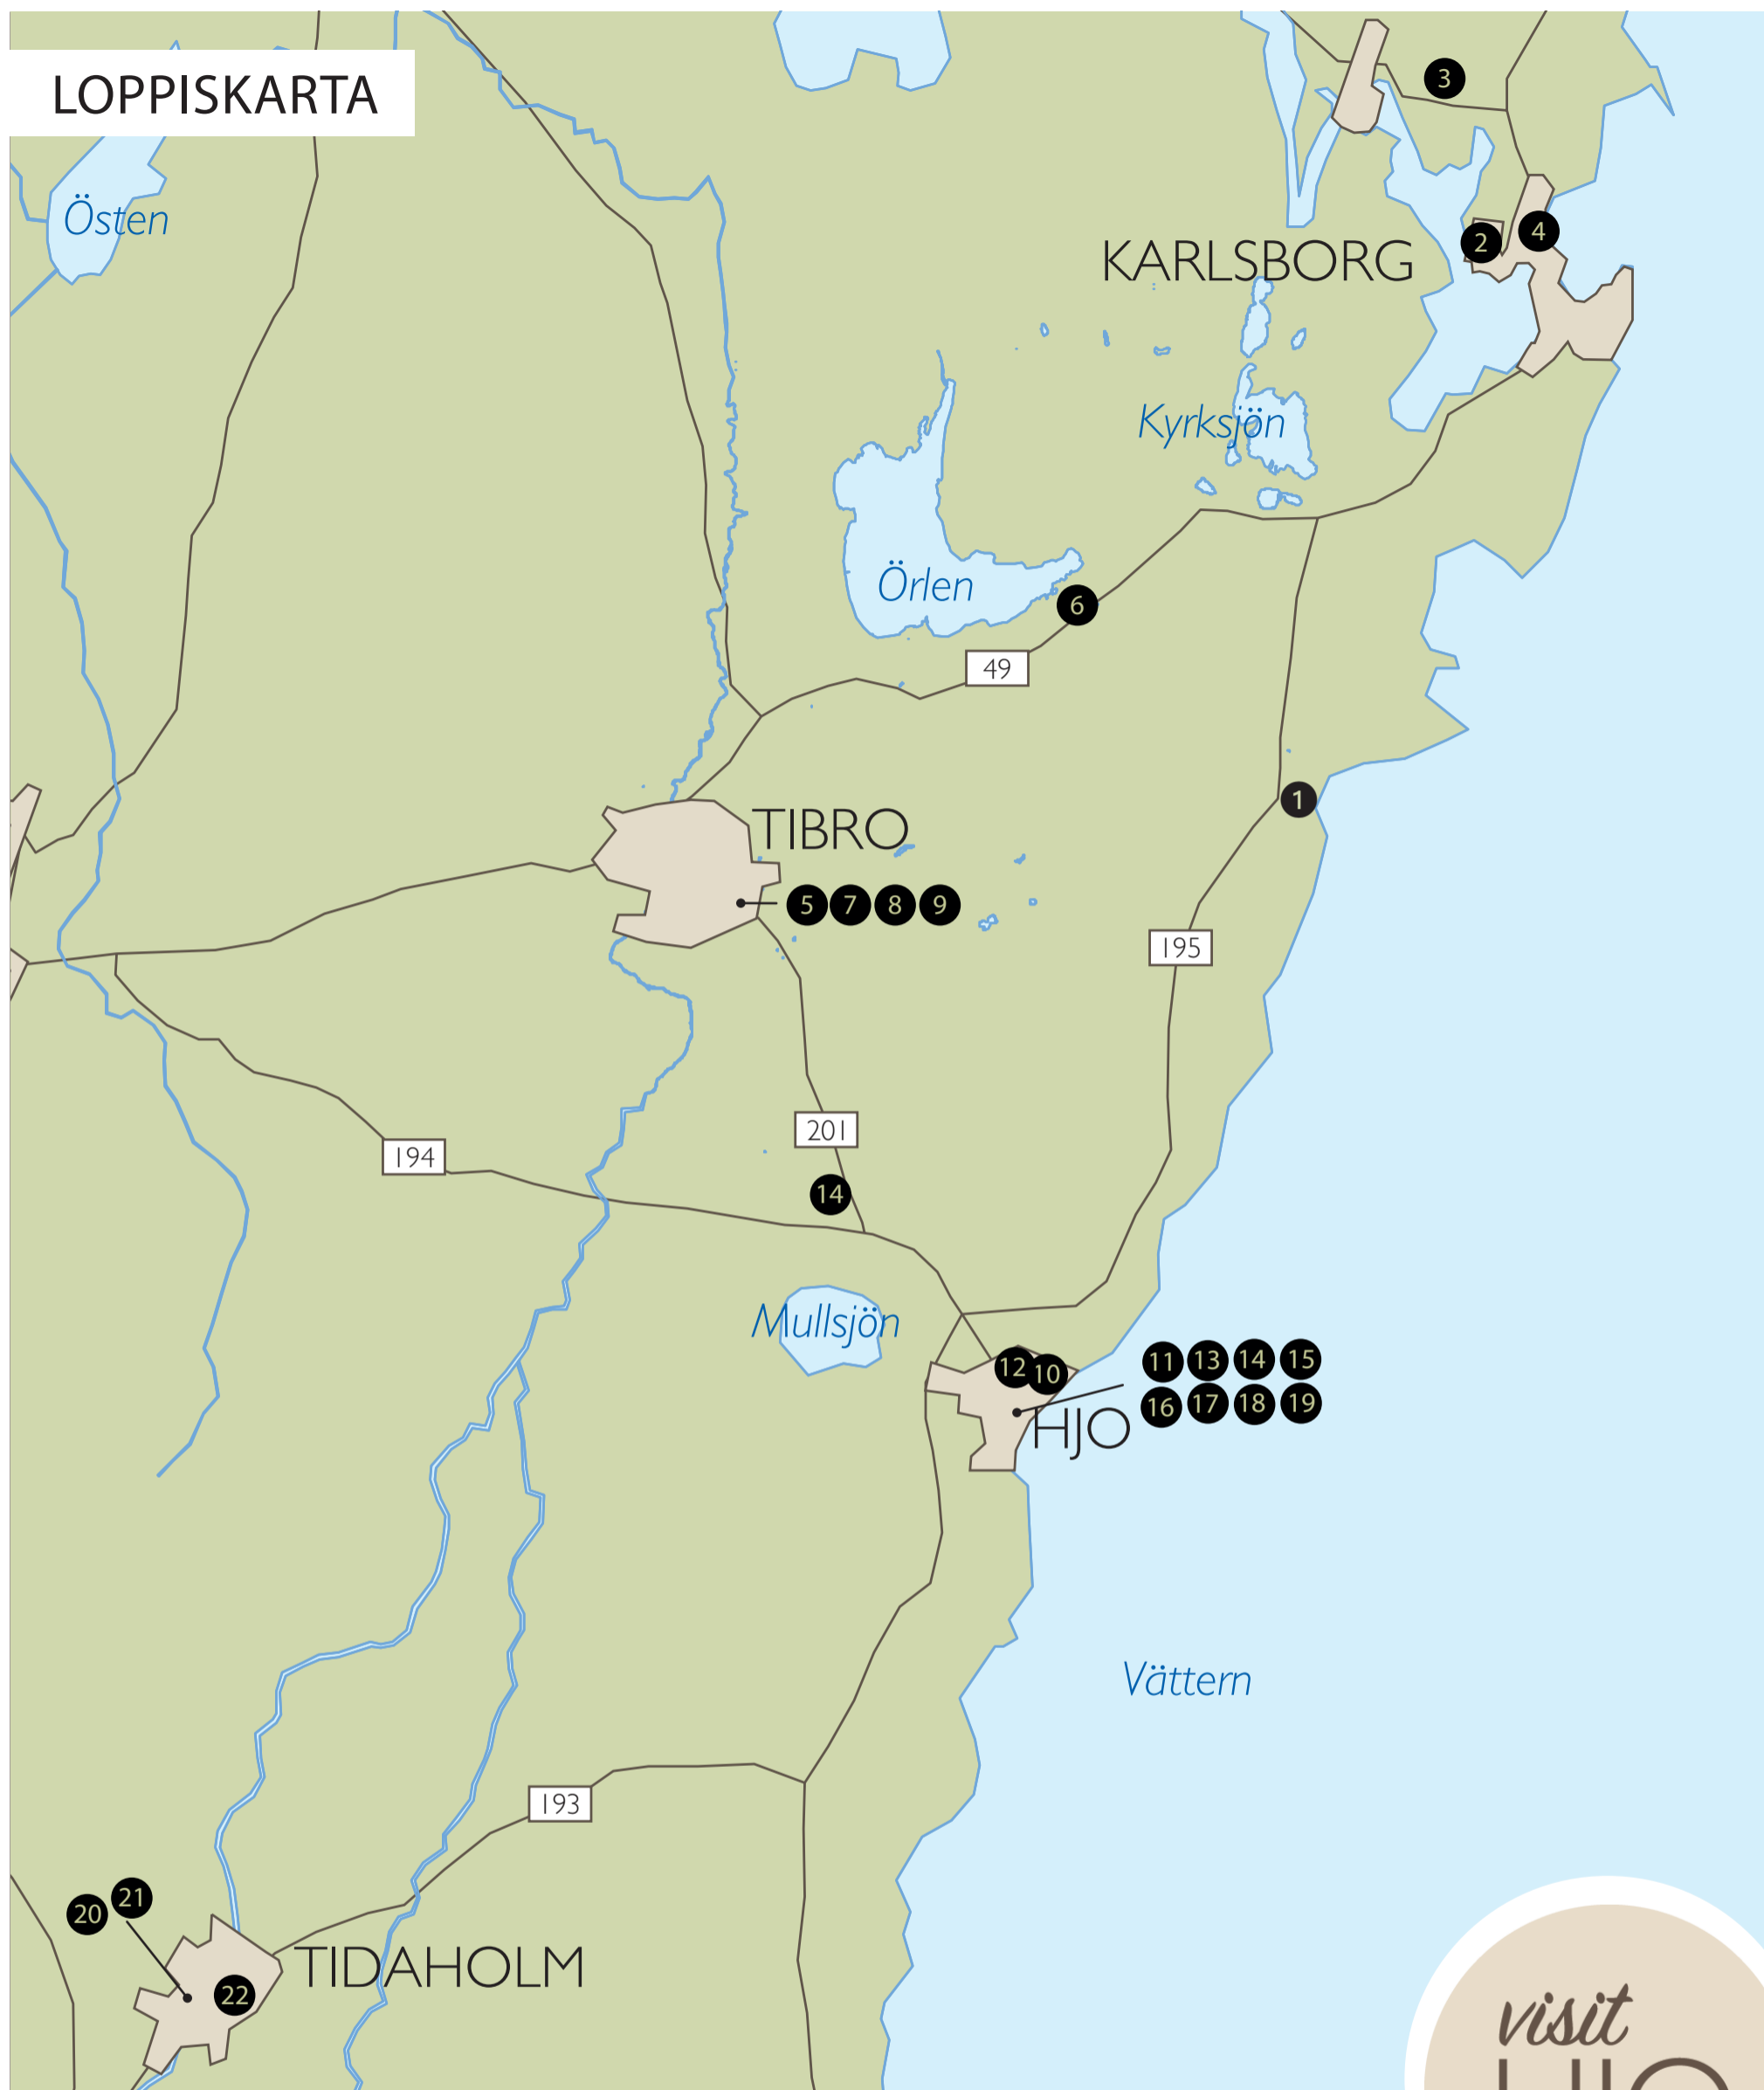 LOPPISKARTA
3
Östen
2
4
KARLSBORG
Kyrksjön
Örlen
6
49
1
TIBRO
5 7 8 9
195
201
194
14
Mullsjön
12 10
11 13 14 15
16 17 18 19
HJO
Vättern
193
20 21
TIDAHOLM
22
visit
HJO